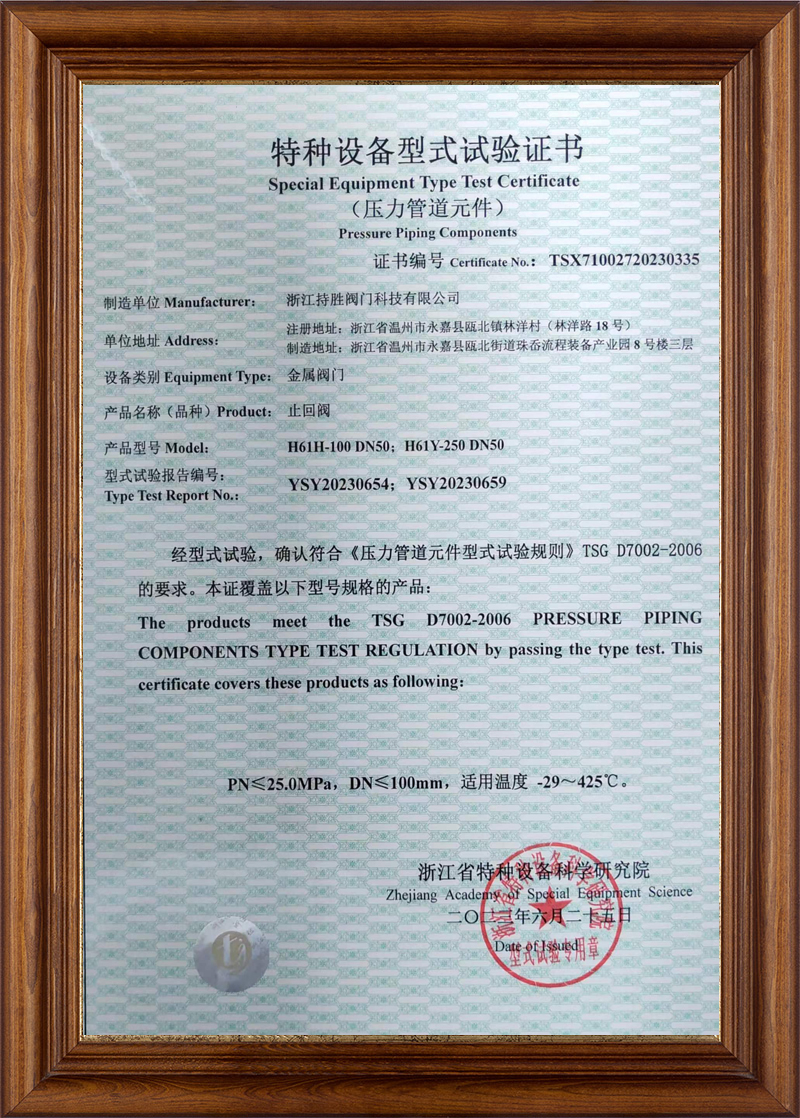 特种设备型式试验证书
Special Equipment Type Test Certificate
（压力管道元件）
Pressure Piping Components
证书编号 Certificate No.：TSX71002720230335
制造单位 Manufacturer： 浙江持胜阀门科技有限公司
单位地址 Address： 注册地址：浙江省温州市永嘉县瓯北镇林洋村（林洋路 18 号）
制造地址：浙江省温州市永嘉县瓯北街道珠岙流程装备产业园 8 号楼三层
设备类别 Equipment Type： 金属阀门
产品名称（品种）Product： 止回阀
产品型号 Model： H61H-100 DN50；H61Y-250 DN50
型式试验报告编号：
Type Test Report No.： YSY20230654；YSY20230659
经型式试验，确认符合《压力管道元件型式试验规则》TSG D7002-2006
的要求。本证覆盖以下型号规格的产品：
The products meet the TSG D7002-2006 PRESSURE PIPING
COMPONENTS TYPE TEST REGULATION by passing the type test. This
certificate covers these products as following:
PN≤25.0MPa，DN≤100mm，适用温度 -29～425℃。
浙江省特种设备科学研究院
Zhejiang Academy of Special Equipment Science
二〇二三年六月二十五日
Date of Issued
浙江省特种设备科学研究院
型式试验专用章